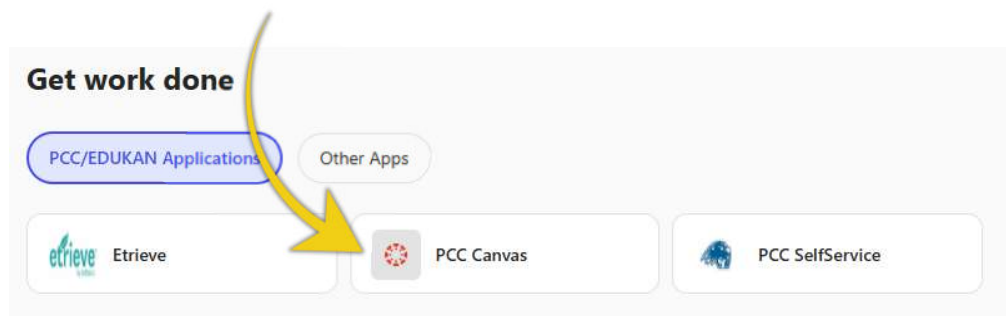 Get work done
PCC/EDUKAN Applications
Other Apps
etrieve
Etrieve
PCC Canvas
PCC SelfService